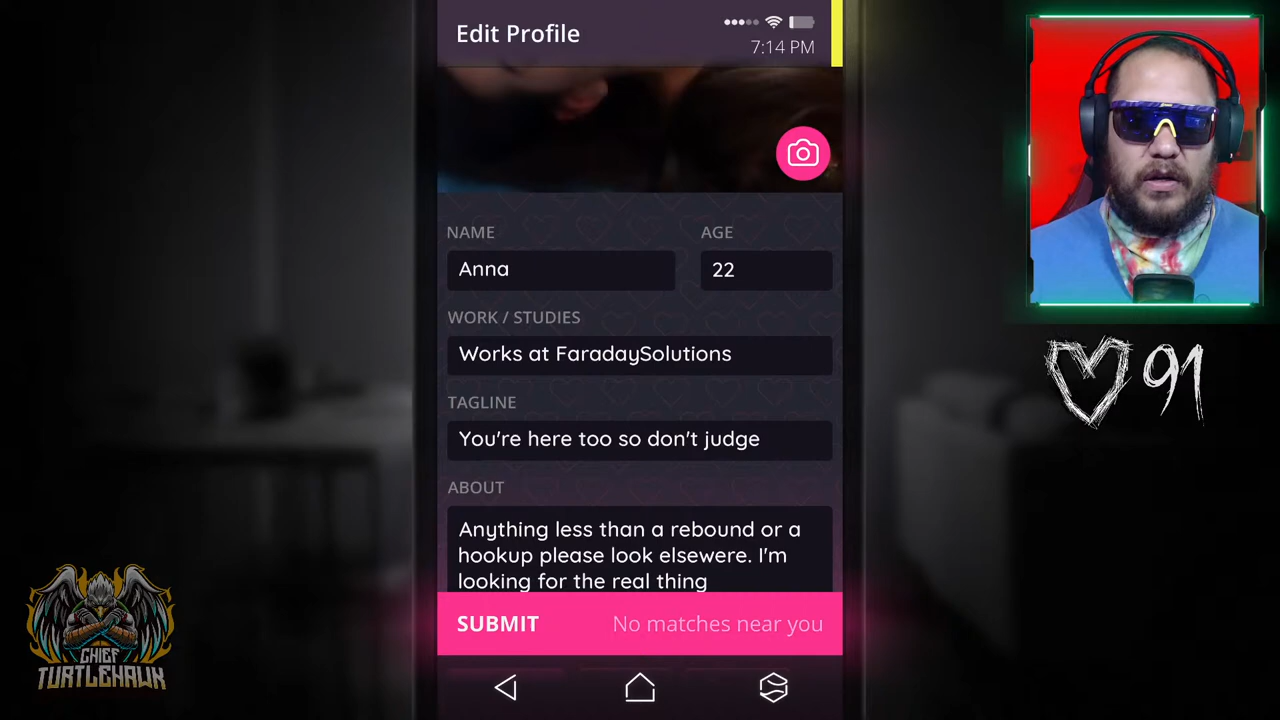 Edit Profile
7:14 PM
NAME
AGE
Anna
22
WORK / STUDIES
Works at FaradaySolutions
TAGLINE
You're here too so don't judge
ABOUT
Anything less than a rebound or a
hookup please look elsewere. I'm
looking for the real thing
SUBMIT
No matches near you
91
CHIEF
TURTLEHAWK